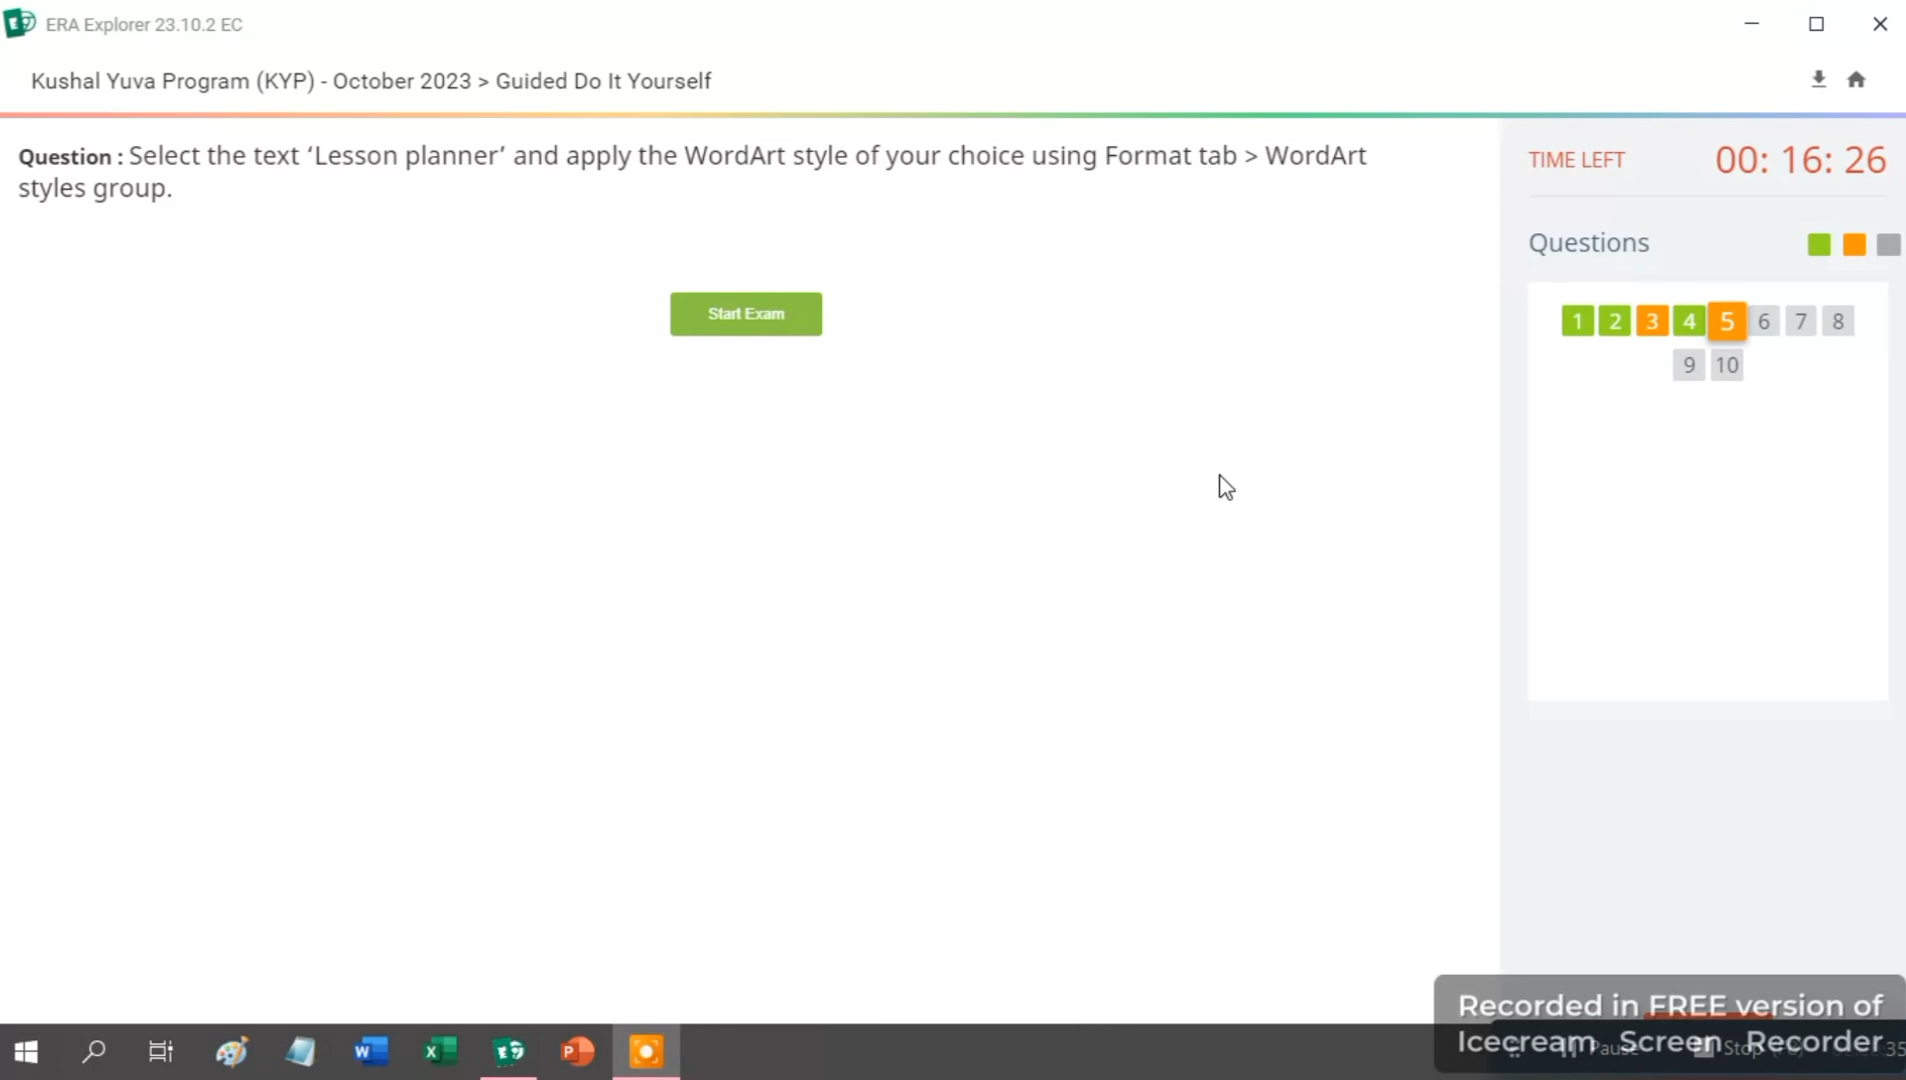 ERA Explorer 23.10.2 EC
Kushal Yuva Program (KYP) - October 2023 > Guided Do It Yourself
Question : Select the text ‘Lesson planner’ and apply the WordArt style of your choice using Format tab > WordArt
styles group.
TIME LEFT 00: 16: 26
Questions
Start Exam
1 2 3 4 5 6 7 8
9 10
Recorded in FREE version of
Icecream Screen Recorder
Pause Stop 35